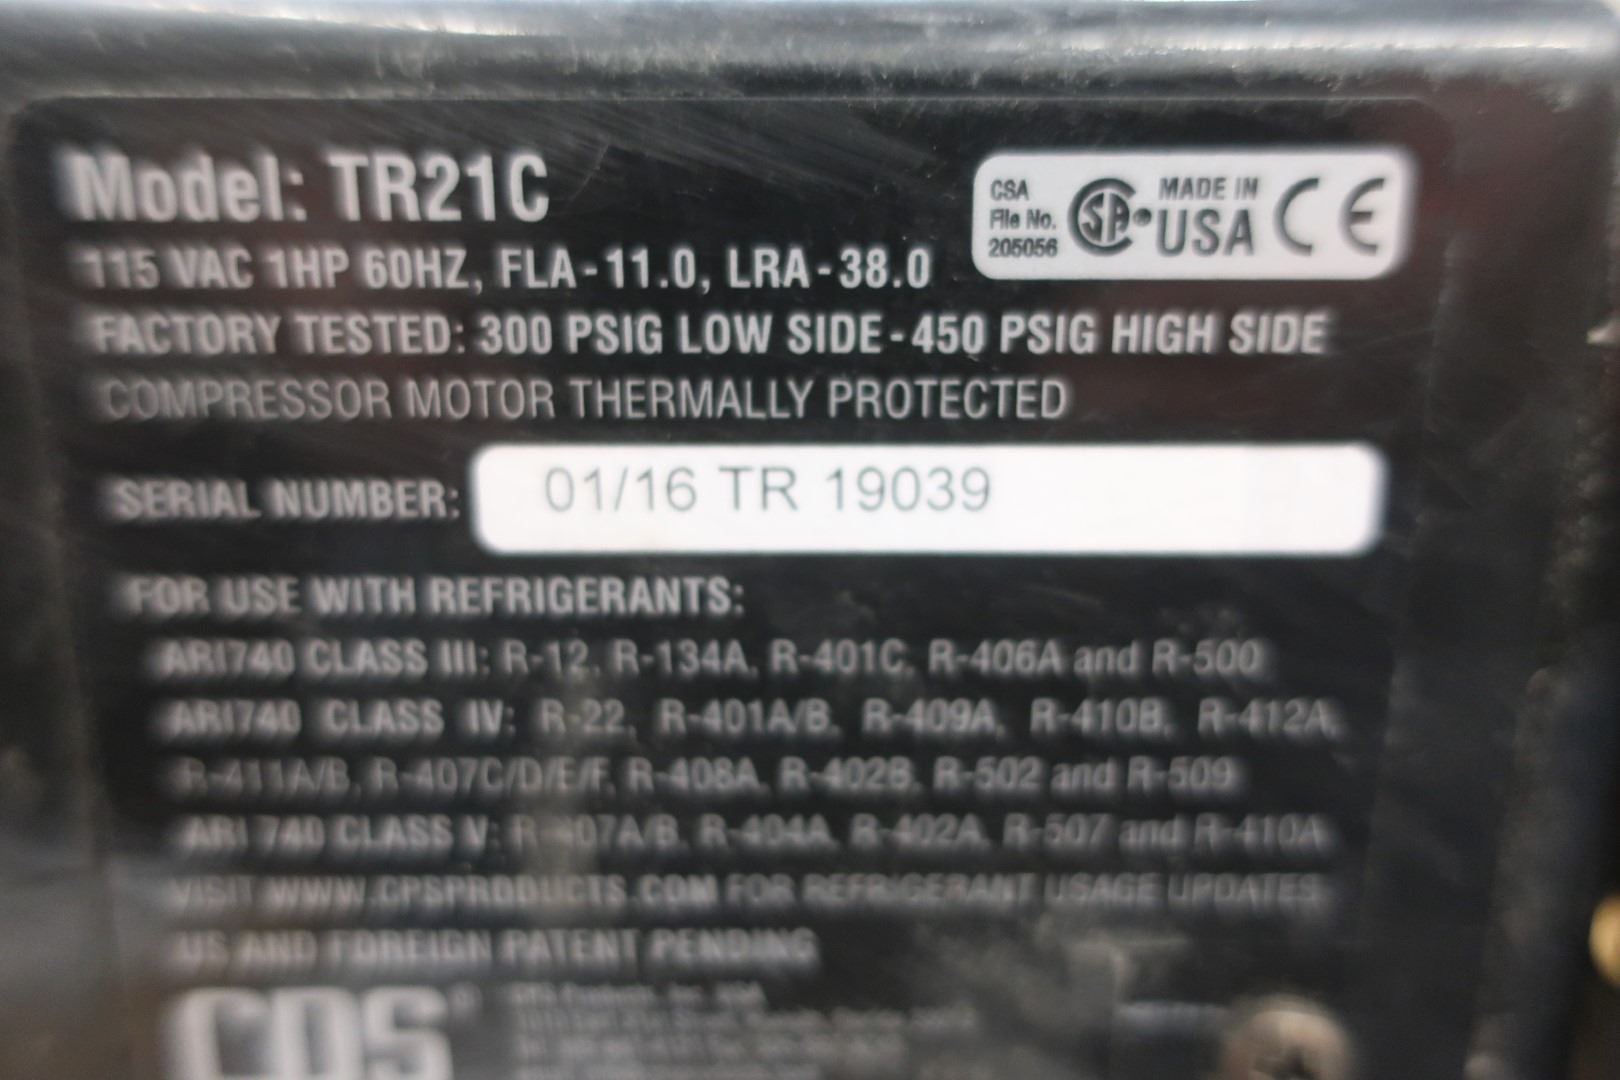 Model: TR21C
CSA
File No.
205056
MADE IN
USA
CE
115 VAC 1HP 60HZ, FLA-11.0, LRA-38.0
FACTORY TESTED: 300 PSIG LOW SIDE-450 PSIG HIGH SIDE
COMPRESSOR MOTOR THERMALLY PROTECTED
SERIAL NUMBER: 01/16 TR 19039
FOR USE WITH REFRIGERANTS:
ARI740 CLASS III: R-12, R-134A, R-401C, R-406A and R-500
ARI740 CLASS IV: R-22, R-401A/B, R-409A, R-410B, R-412A,
R-411A/B, R-407C/D/E/F, R-408A, R-402B, R-502 and R-509
ARI 740 CLASS V: R-407A/B, R-404A, R-402A, R-507 and R-410A
VISIT WWW.CPSPRODUCTS.COM FOR REFRIGERANT USAGE UPDATES
US AND FOREIGN PATENT PENDING
CPS®
CPS Products, Inc. USA